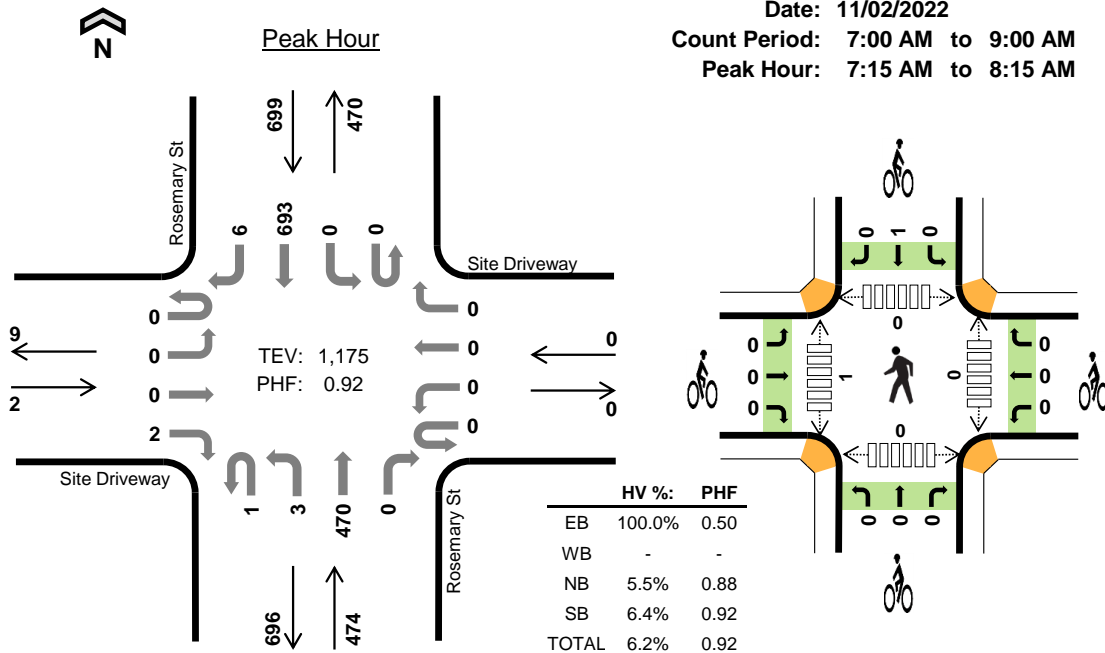 Date: 11/02/2022
Count Period: 7:00 AM to 9:00 AM
Peak Hour: 7:15 AM to 8:15 AM
N
Peak Hour
699
470
Rosemary St
6
693
0
0
Site Driveway
0
0
0
2
9
2
TEV: 1,175
PHF: 0.92
0
0
0
0
0
0
Site Driveway
1
3
470
0
Rosemary St
696
474
HV %: PHF
EB 100.0% 0.50
WB - -
NB 5.5% 0.88
SB 6.4% 0.92
TOTAL 6.2% 0.92
0 1 0
0
0
0
0
1
0
0
0
0
0
0 0 0